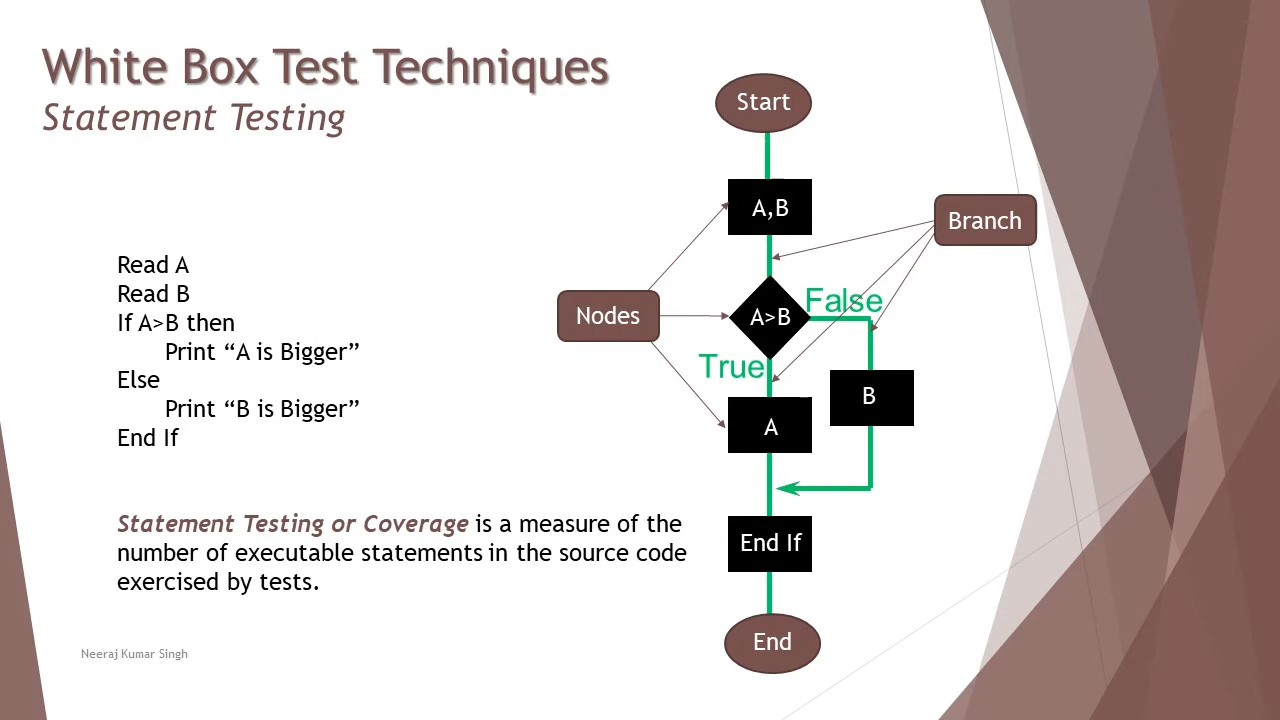 White Box Test Techniques
Statement Testing
Read A
Read B
If A>B then
Print “A is Bigger”
Else
Print “B is Bigger”
End If
Statement Testing or Coverage is a measure of the
number of executable statements in the source code
exercised by tests.
Neeraj Kumar Singh
Start
A,B
Branch
Nodes
A>B
False
True
B
A
End If
End